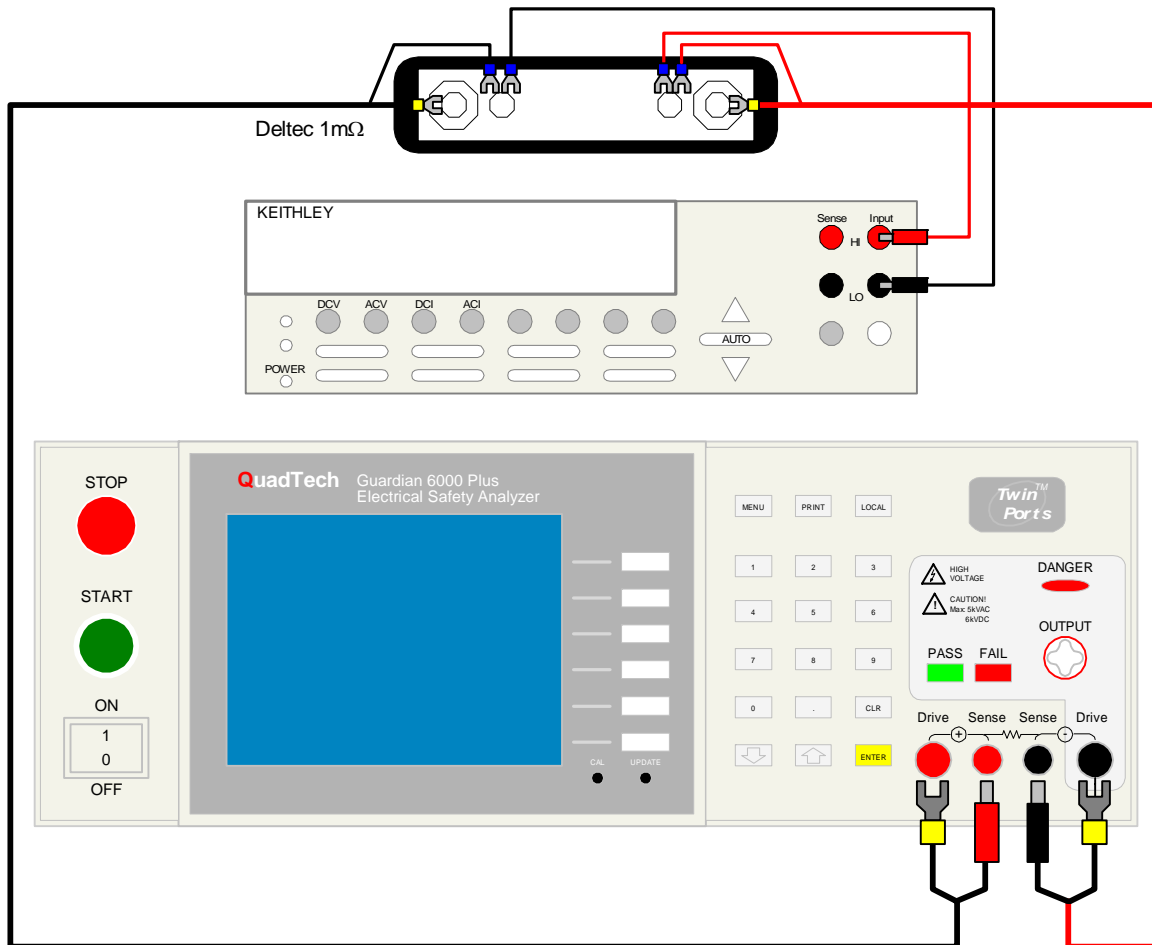 Deltec 1mΩ
KEITHLEY
Sense Input
HI
LO
DCV ACV DCI ACI
AUTO
POWER
STOP
START
ON
1
0
OFF
QuadTech
Guardian 6000 Plus
Electrical Safety Analyzer
CAL UPDATE
MENU PRINT LOCAL
1 2 3
4 5 6
7 8 9
0 . CLR
ENTER
Twin™
Ports
HIGH
VOLTAGE
!
CAUTION!
Max: 5kVAC
6kVDC
DANGER
OUTPUT
PASS FAIL
Drive Sense Sense Drive
+ -